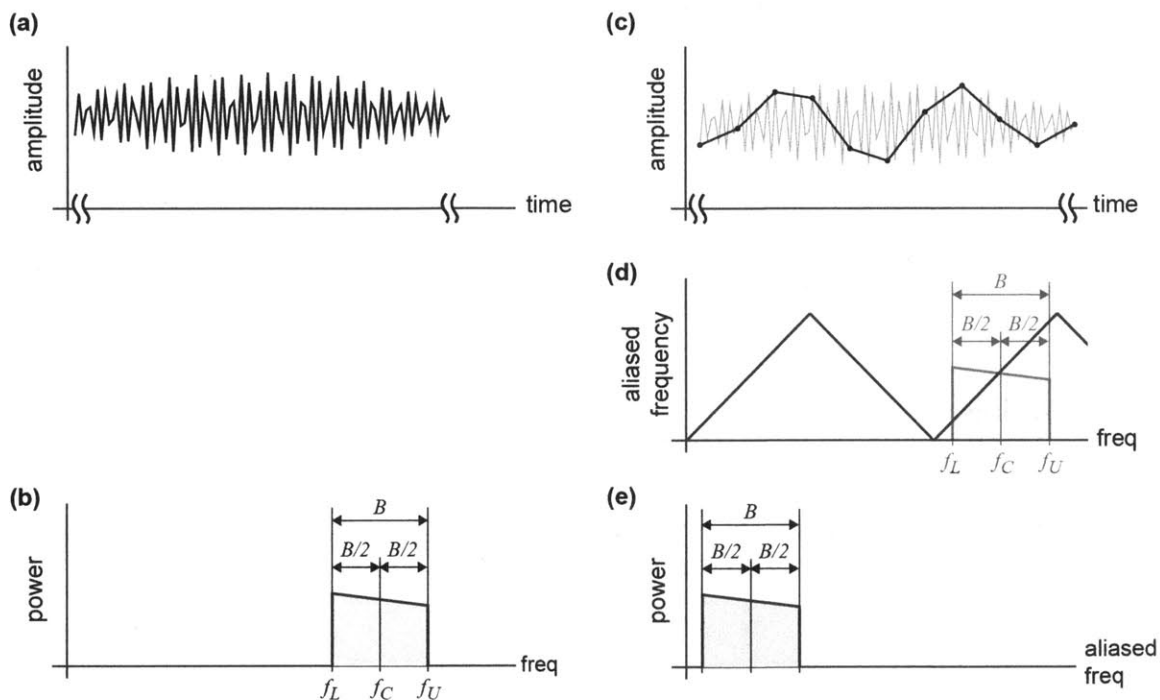 (a)
amplitude
time
(c)
amplitude
time
(d)
aliased
frequency
B
B/2 B/2
freq
f_L f_C f_U
(b)
power
B
B/2 B/2
freq
f_L f_C f_U
(e)
power
B
B/2 B/2
aliased
freq